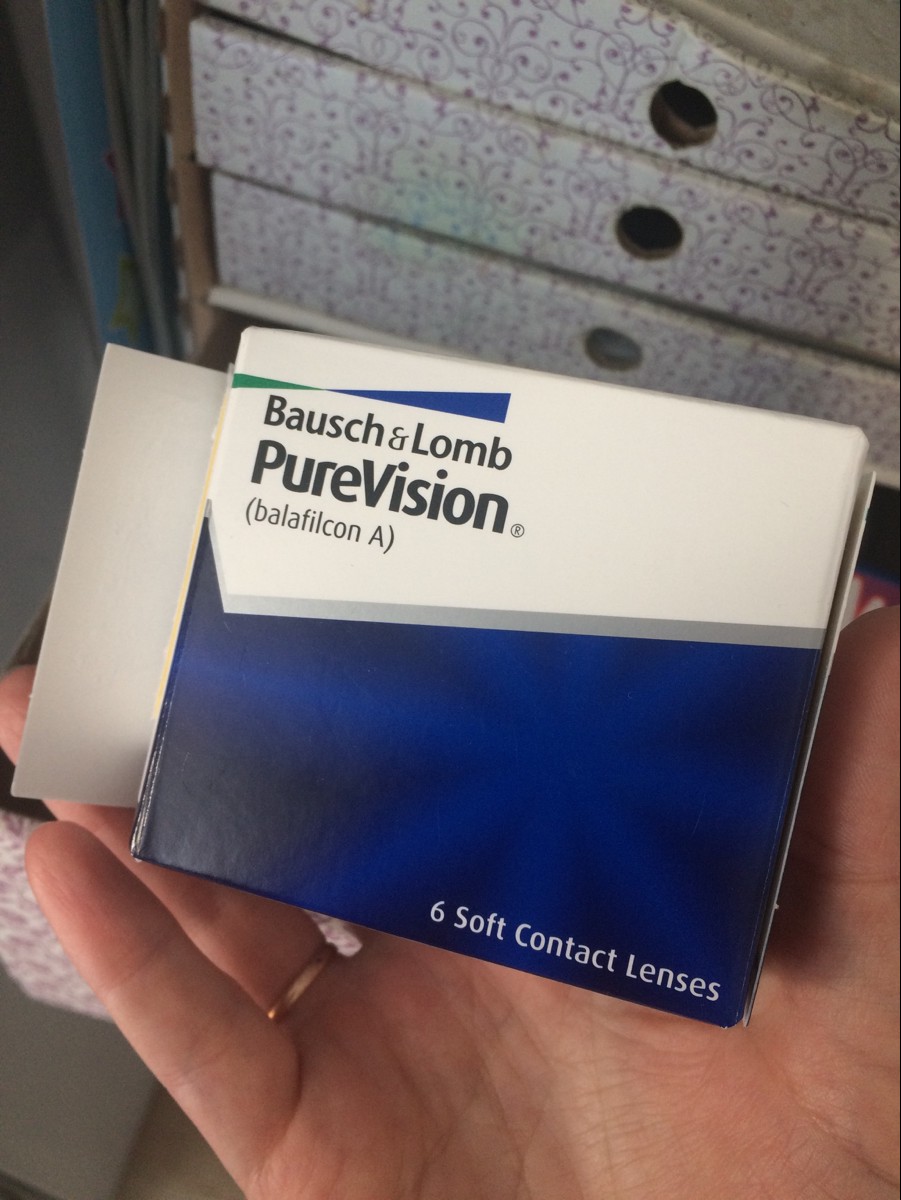 Bausch & Lomb
PureVision®
(balafilcon A)
6 Soft Contact Lenses